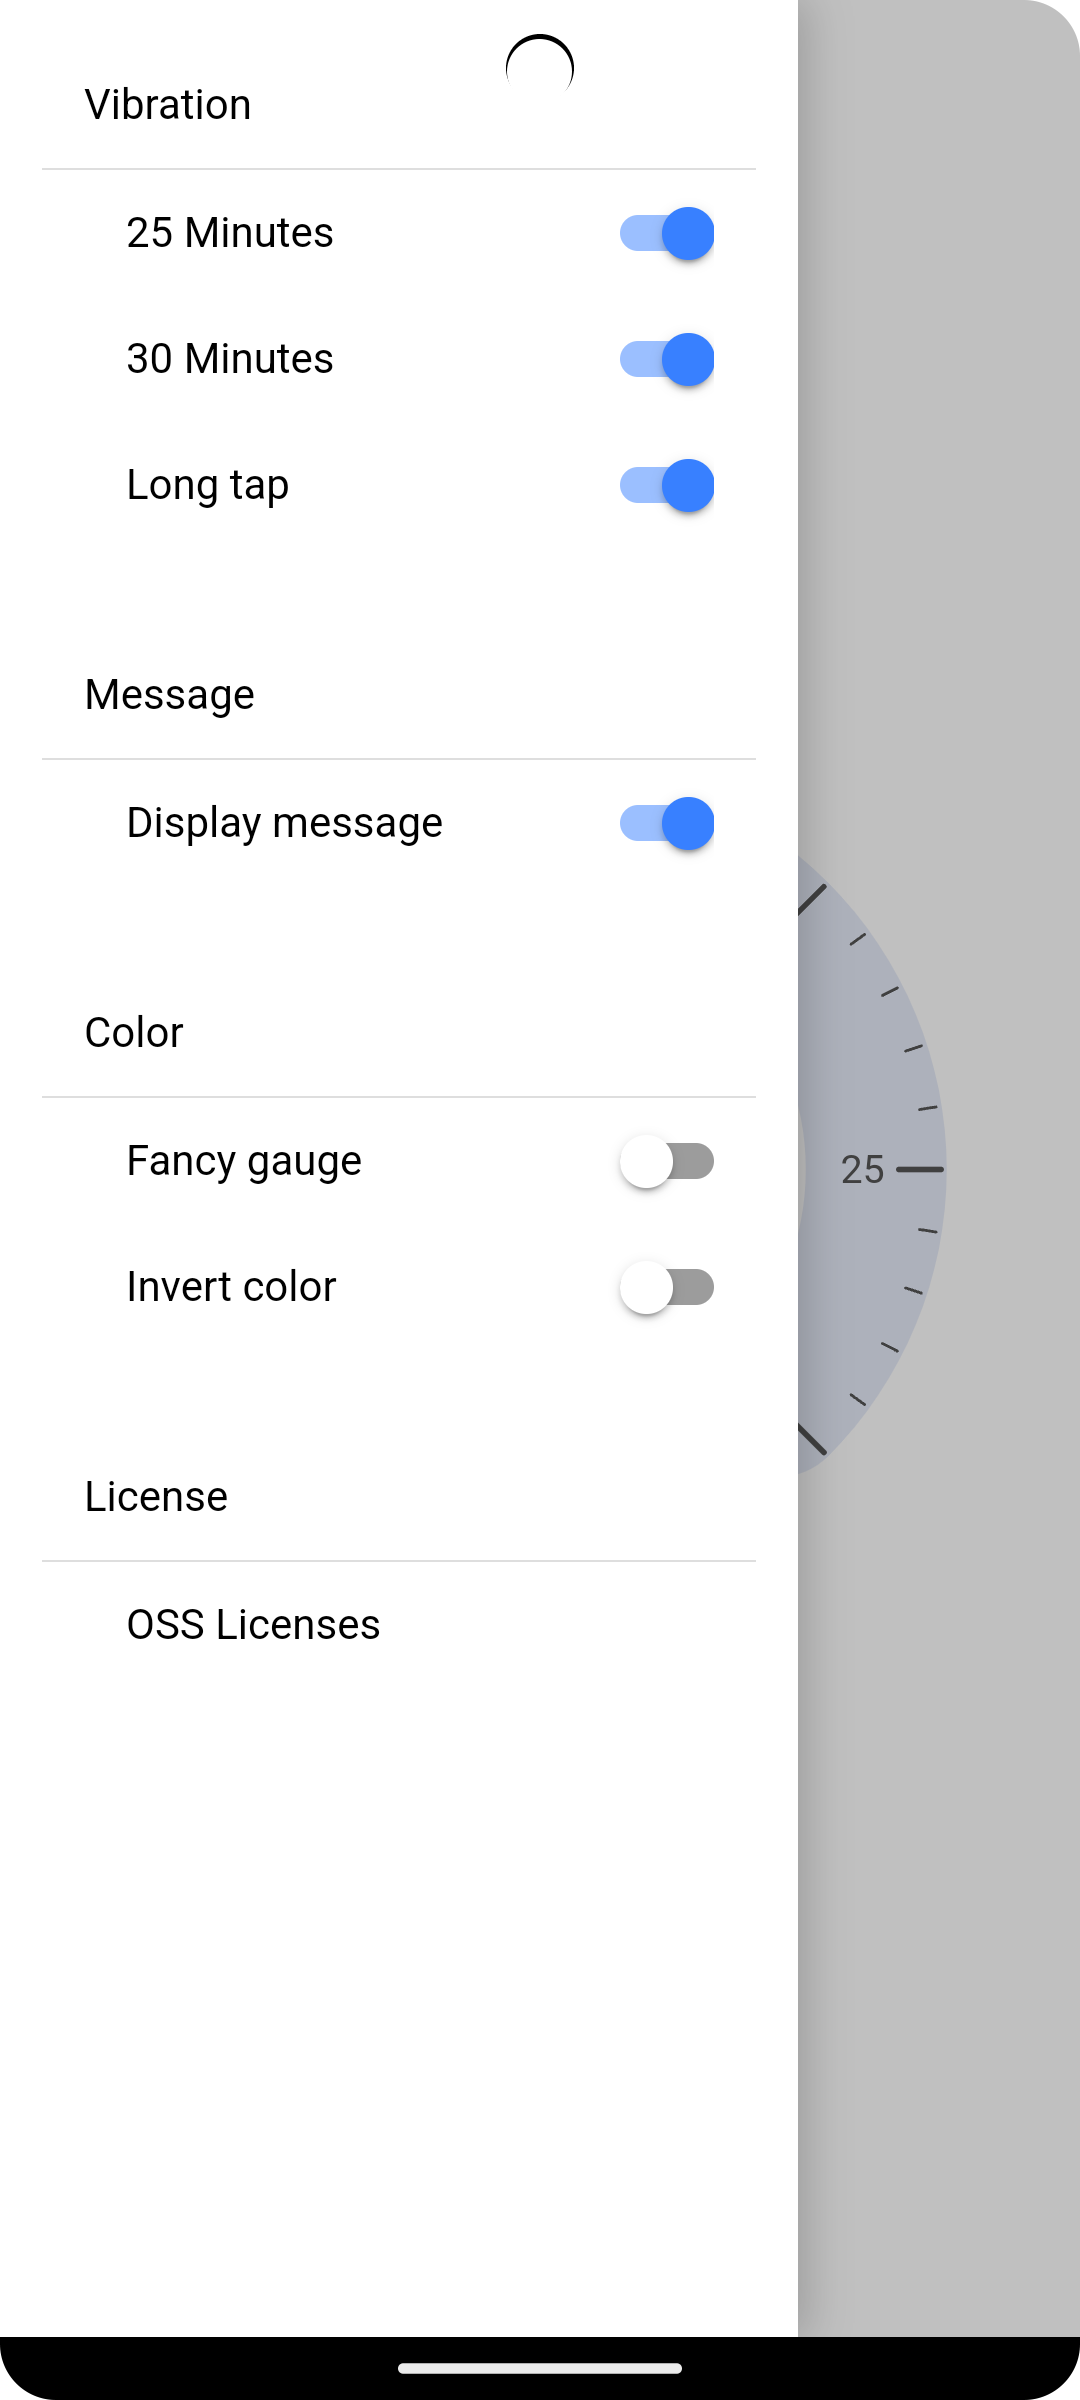 Vibration
25 Minutes
30 Minutes
Long tap
Message
Display message
Color
Fancy gauge
25
Invert color
License
OSS Licenses